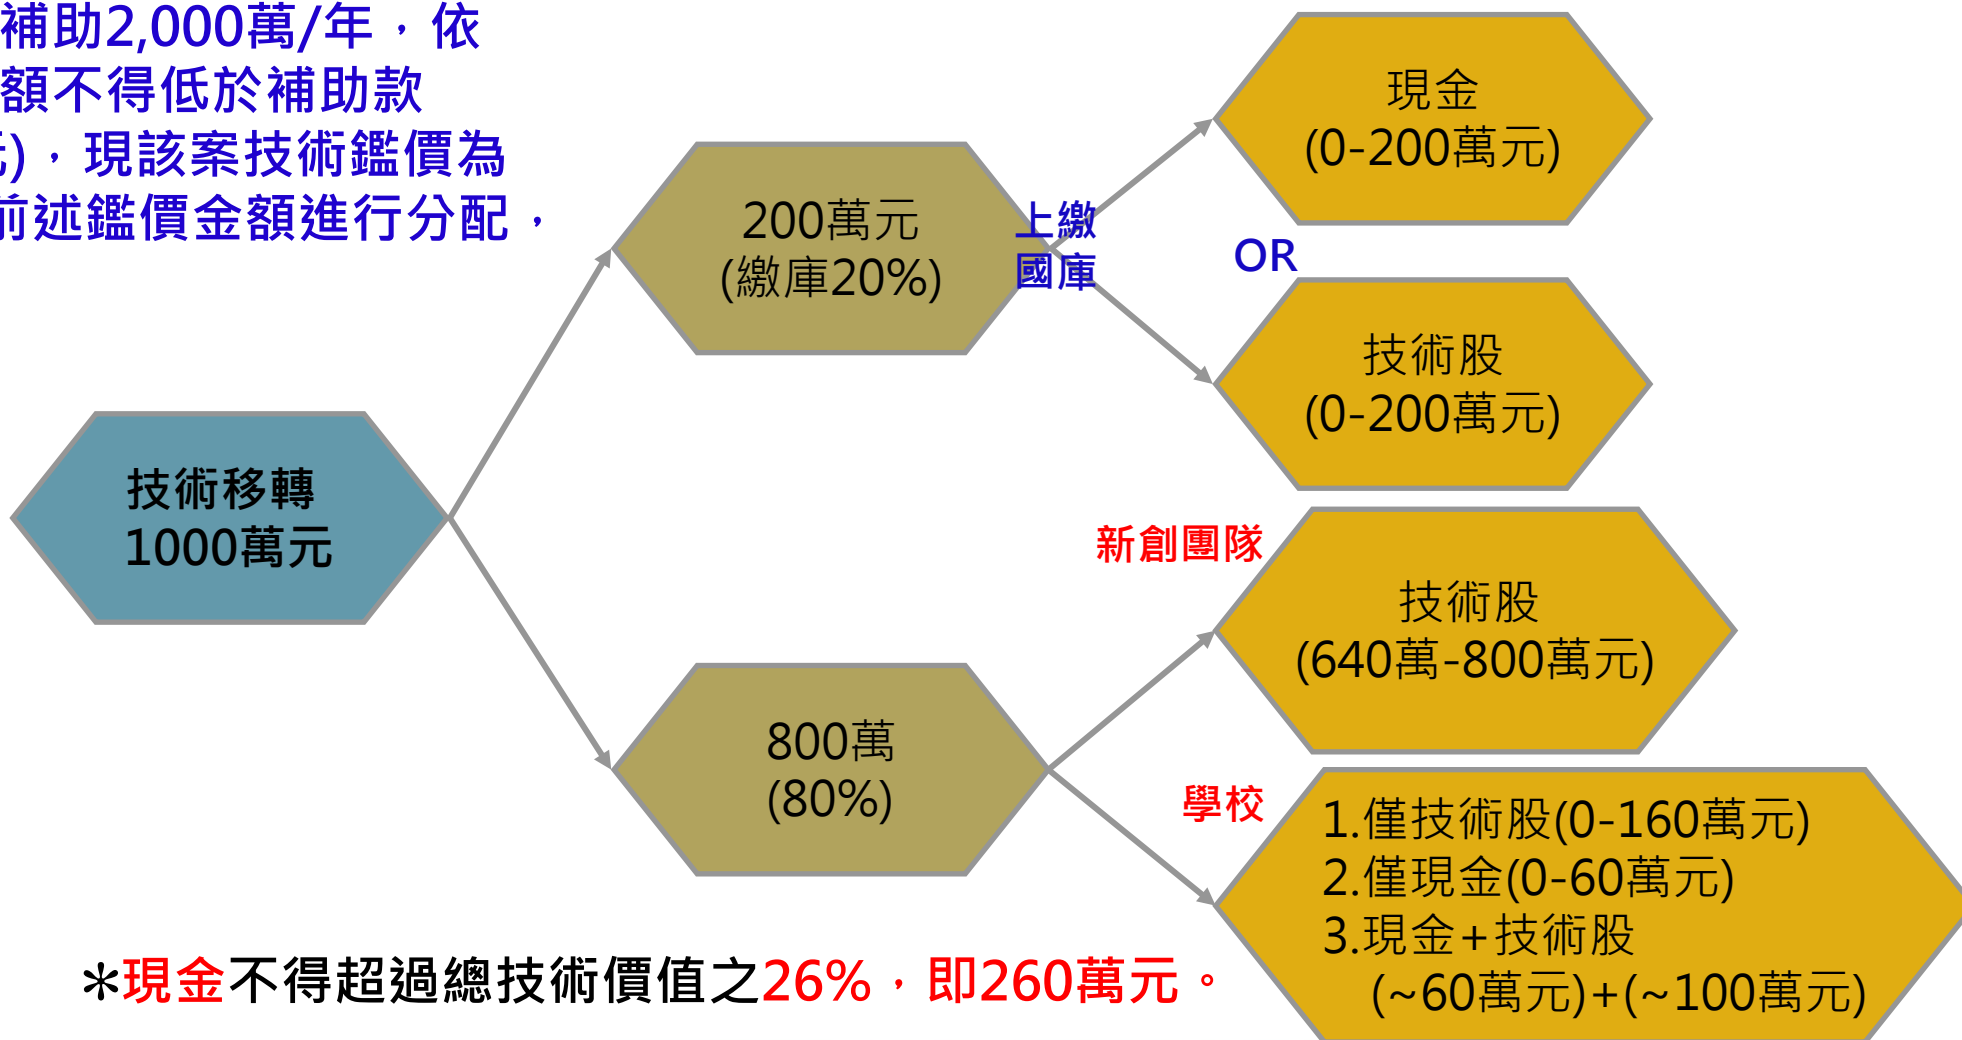 補助2,000萬/年，依
額不得低於補助款
元)，現該案技術鑑價為
前述鑑價金額進行分配，
現金
(0-200萬元)
200萬元
(繳庫20%)
上繳
國庫
OR
技術股
(0-200萬元)
技術移轉
1000萬元
新創團隊
技術股
(640萬-800萬元)
800萬
(80%)
學校
1.僅技術股(0-160萬元)
2.僅現金(0-60萬元)
3.現金+技術股
(~60萬元)+(~100萬元)
＊現金不得超過總技術價值之26%，即260萬元。